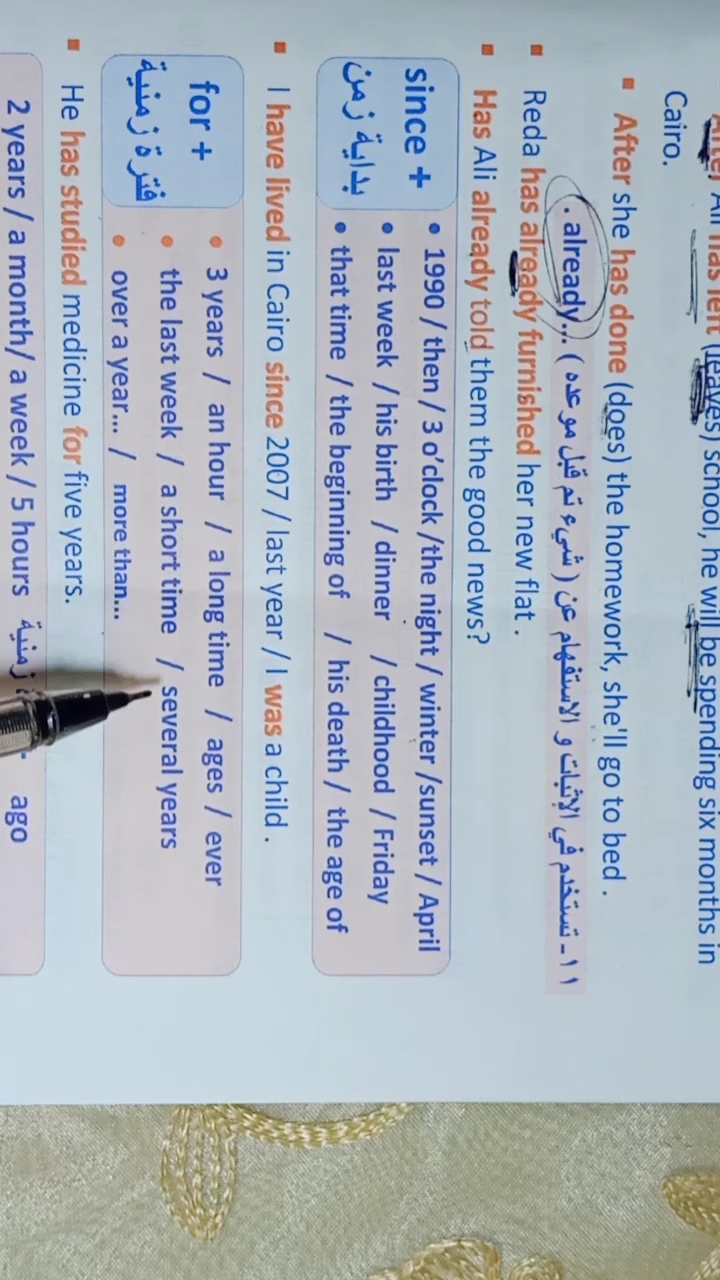 has left (leaves) school, he will be spending six months in
Cairo.
▪ After she has done (does) the homework, she'll go to bed .
١١- تستخدم في الإثبات و الاستفهام عن ( شيء تم قبل موعده ) ...already .
▪ Reda has already furnished her new flat .
▪ Has Ali already told them the good news?
since +
بداية زمن
• 1990 / then / 3 o'clock /the night / winter /sunset / April
• last week / his birth / dinner / childhood / Friday
• that time / the beginning of / his death / the age of
▪ I have lived in Cairo since 2007 / last year / I was a child .
for +
فترة زمنية
• 3 years / an hour / a long time / ages / ever
• the last week / a short time / several years
• over a year... / more than...
▪ He has studied medicine for five years.
2 years / a month/ a week / 5 hours زمنية ago